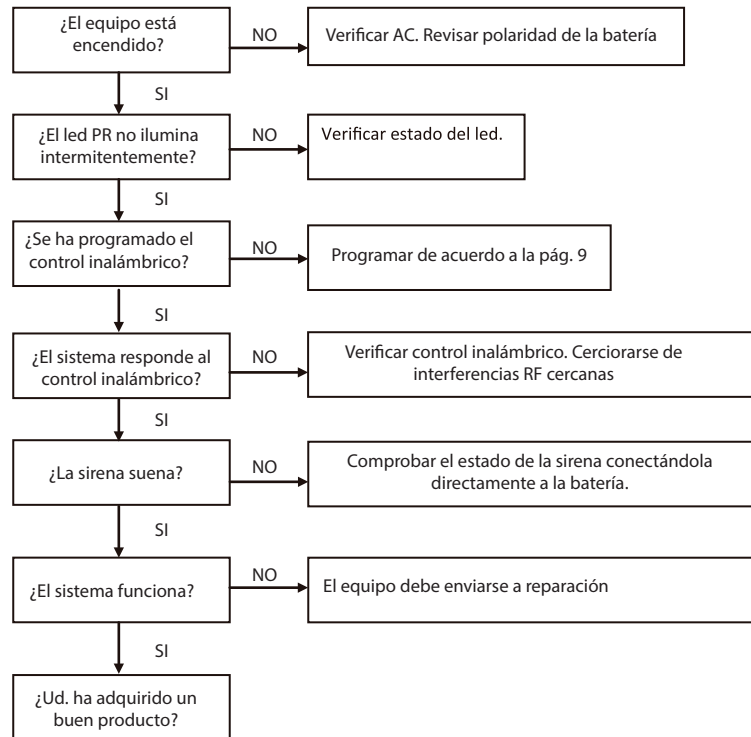 ¿El equipo está
encendido?
NO
Verificar AC. Revisar polaridad de la batería
SI
¿El led PR no ilumina
intermitentemente?
NO
Verificar estado del led.
SI
¿Se ha programado el
control inalámbrico?
NO
Programar de acuerdo a la pág. 9
SI
¿El sistema responde al
control inalámbrico?
NO
Verificar control inalámbrico. Cerciorarse de
interferencias RF cercanas
SI
¿La sirena suena?
NO
Comprobar el estado de la sirena conectándola
directamente a la batería.
SI
¿El sistema funciona?
NO
El equipo debe enviarse a reparación
SI
¿Ud. ha adquirido un
buen producto?